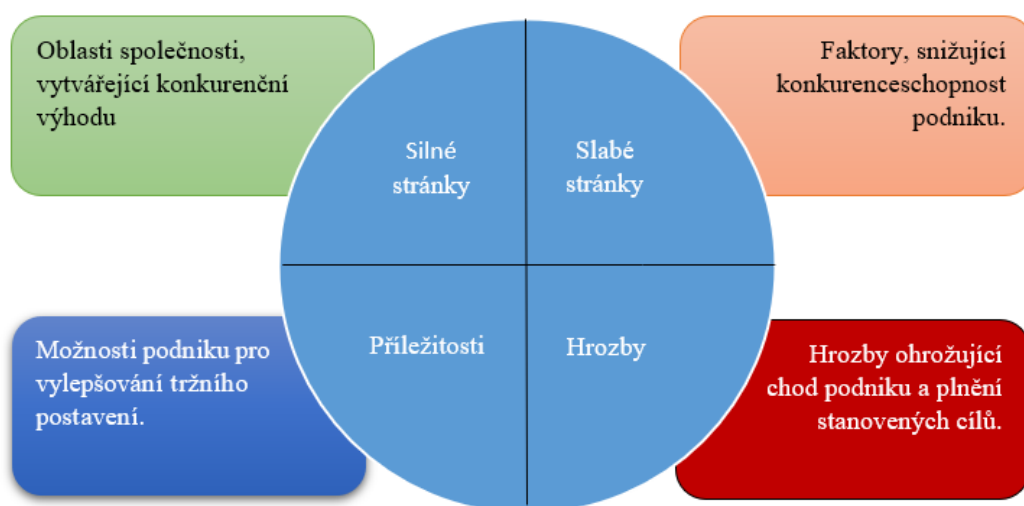 Oblasti společnosti,
vytvářející konkurenční
výhodu
Faktory, snižující
konkurenceschopnost
podniku.
Silné
stránky
Slabé
stránky
Příležitosti
Hrozby
Možnosti podniku pro
vylepšování tržního
postavení.
Hrozby ohrožující
chod podniku a plnění
stanovených cílů.